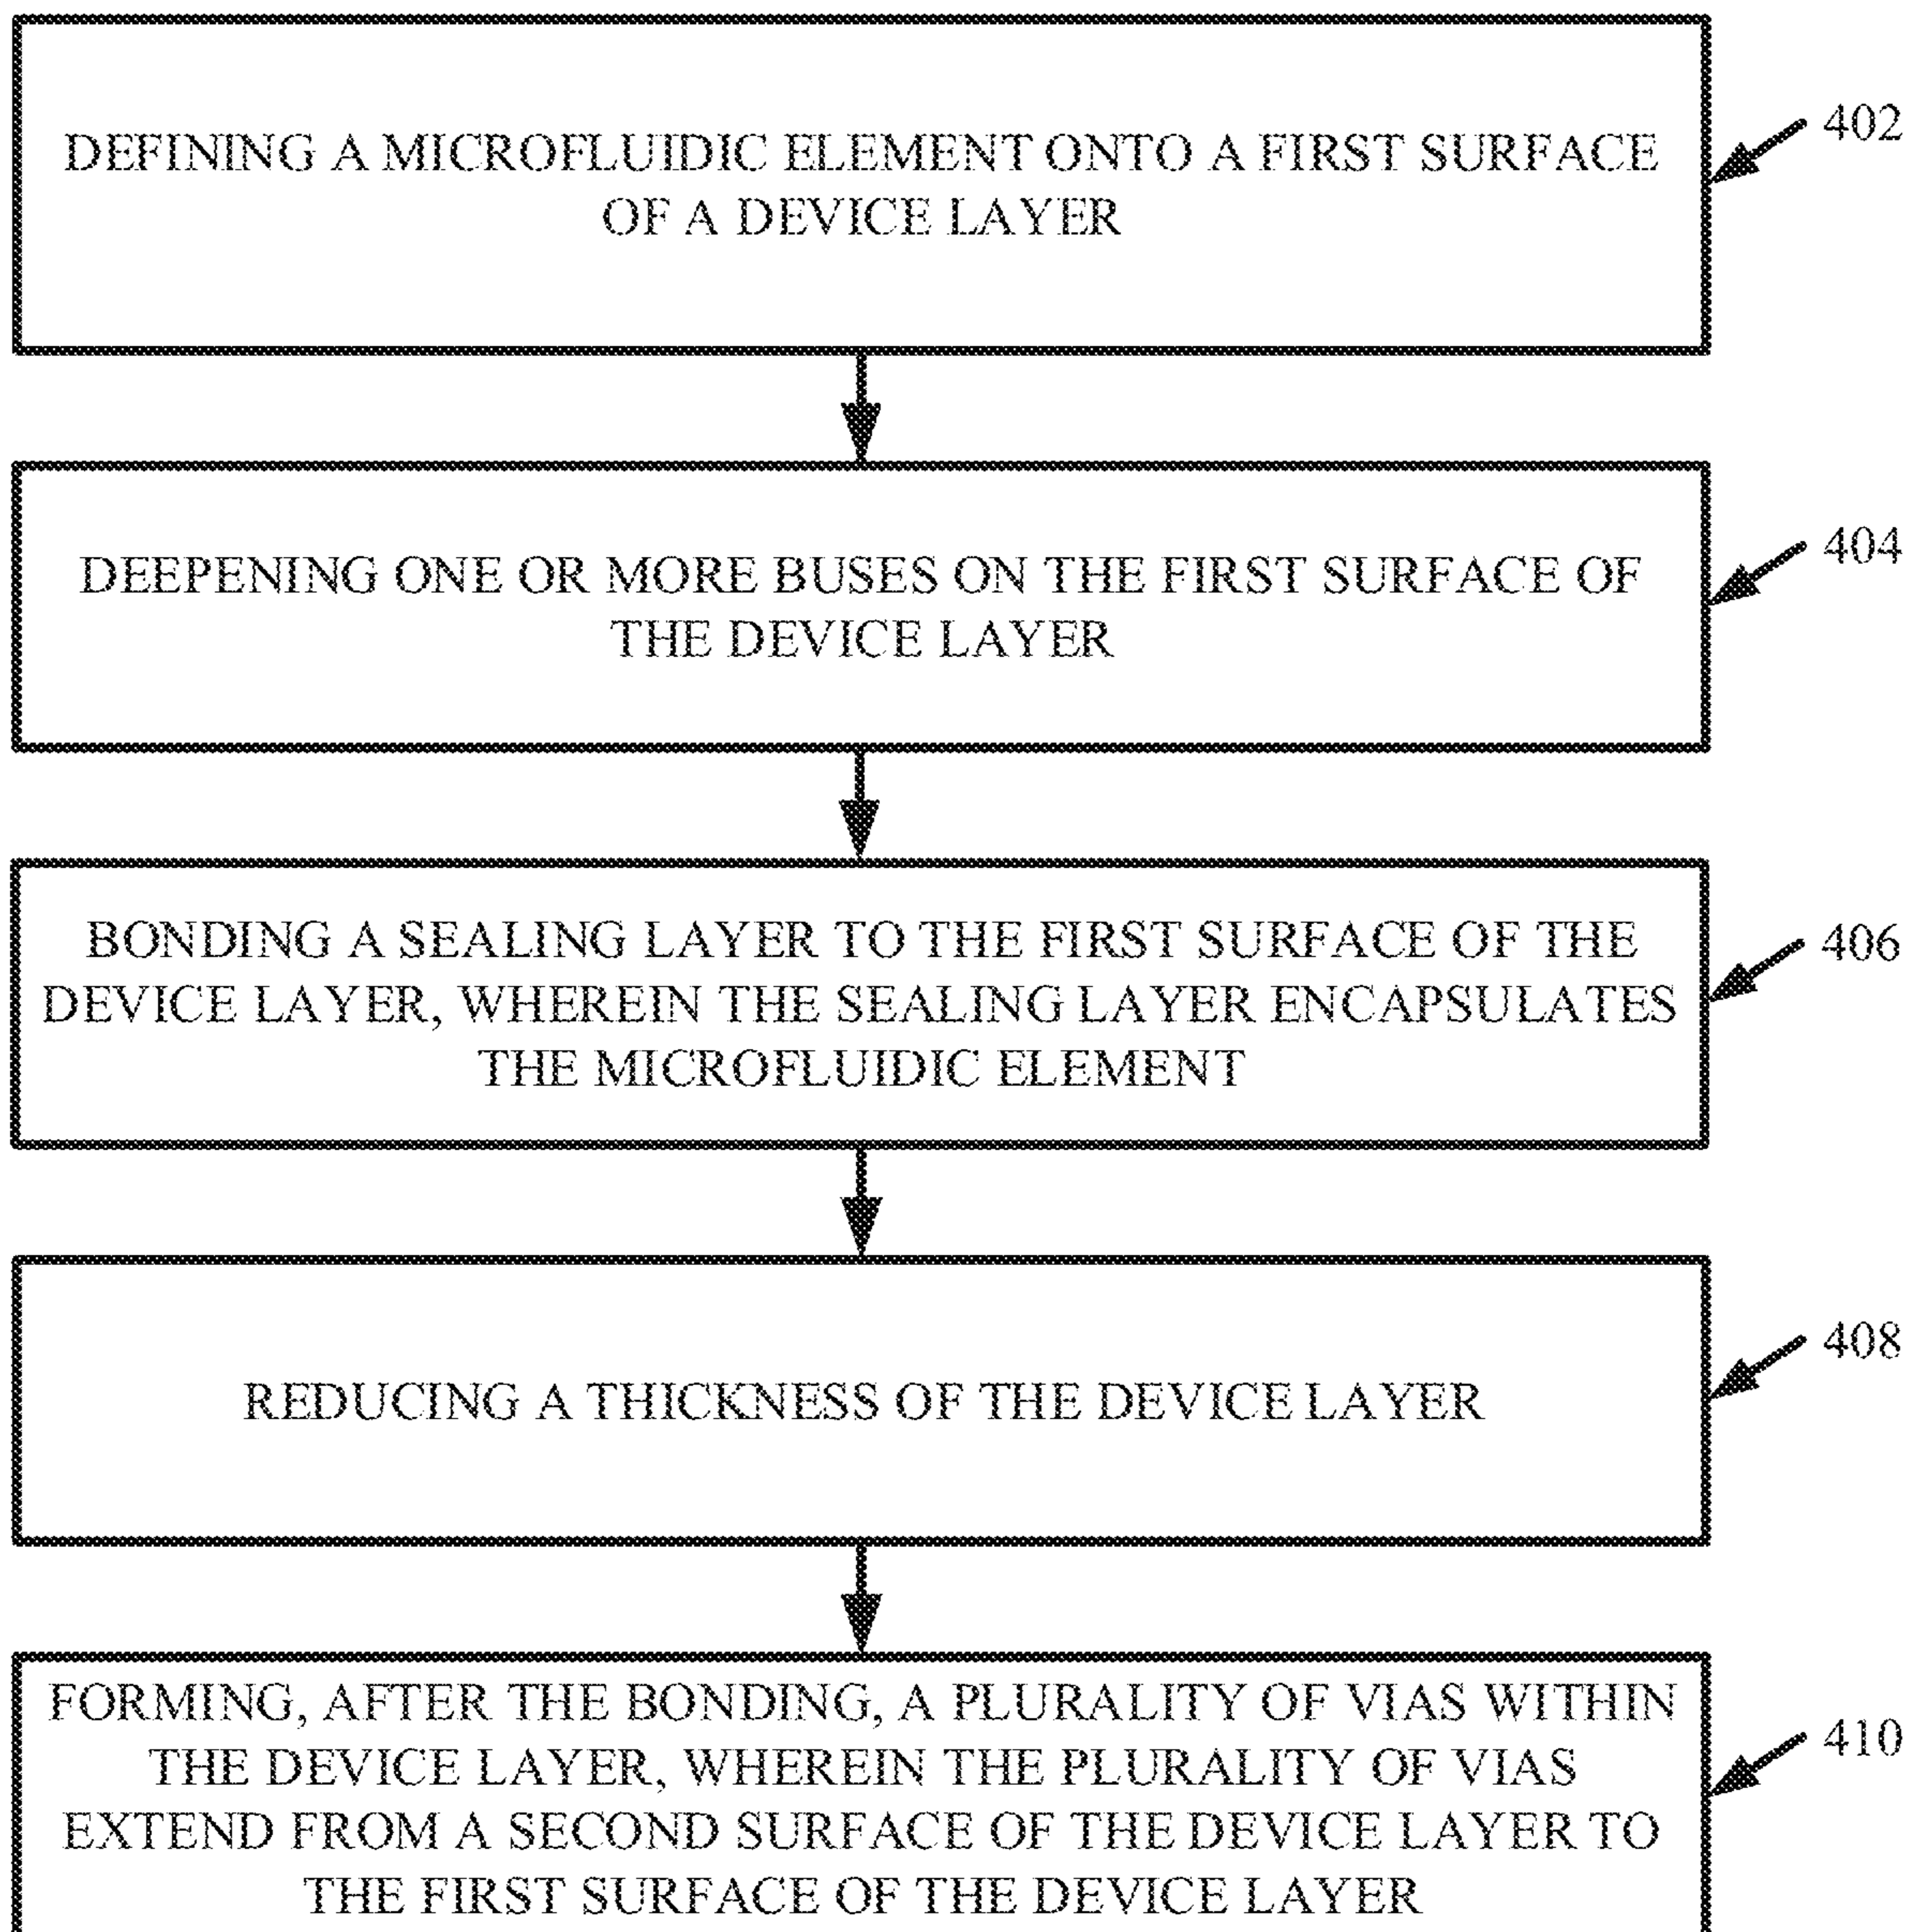 DEFINING A MICROFLUIDIC ELEMENT ONTO A FIRST SURFACE
OF A DEVICE LAYER
402
DEEPENING ONE OR MORE BUSES ON THE FIRST SURFACE OF
THE DEVICE LAYER
404
BONDING A SEALING LAYER TO THE FIRST SURFACE OF THE
DEVICE LAYER, WHEREIN THE SEALING LAYER ENCAPSULATES
THE MICROFLUIDIC ELEMENT
406
REDUCING A THICKNESS OF THE DEVICE LAYER
408
FORMING, AFTER THE BONDING, A PLURALITY OF VIAS WITHIN
THE DEVICE LAYER, WHEREIN THE PLURALITY OF VIAS
EXTEND FROM A SECOND SURFACE OF THE DEVICE LAYER TO
THE FIRST SURFACE OF THE DEVICE LAYER
410